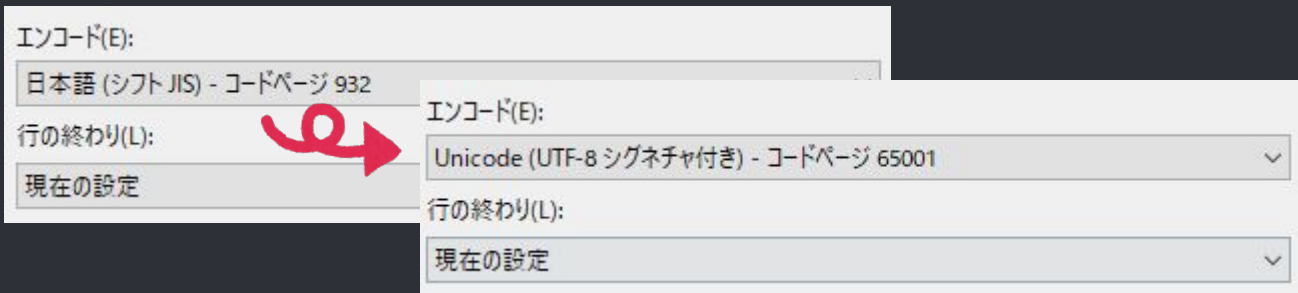 エンコード(E):
日本語 (シフト JIS) - コードページ 932
行の終わり(L):
現在の設定
エンコード(E):
Unicode (UTF-8 シグネチャ付き) - コードページ 65001
行の終わり(L):
現在の設定